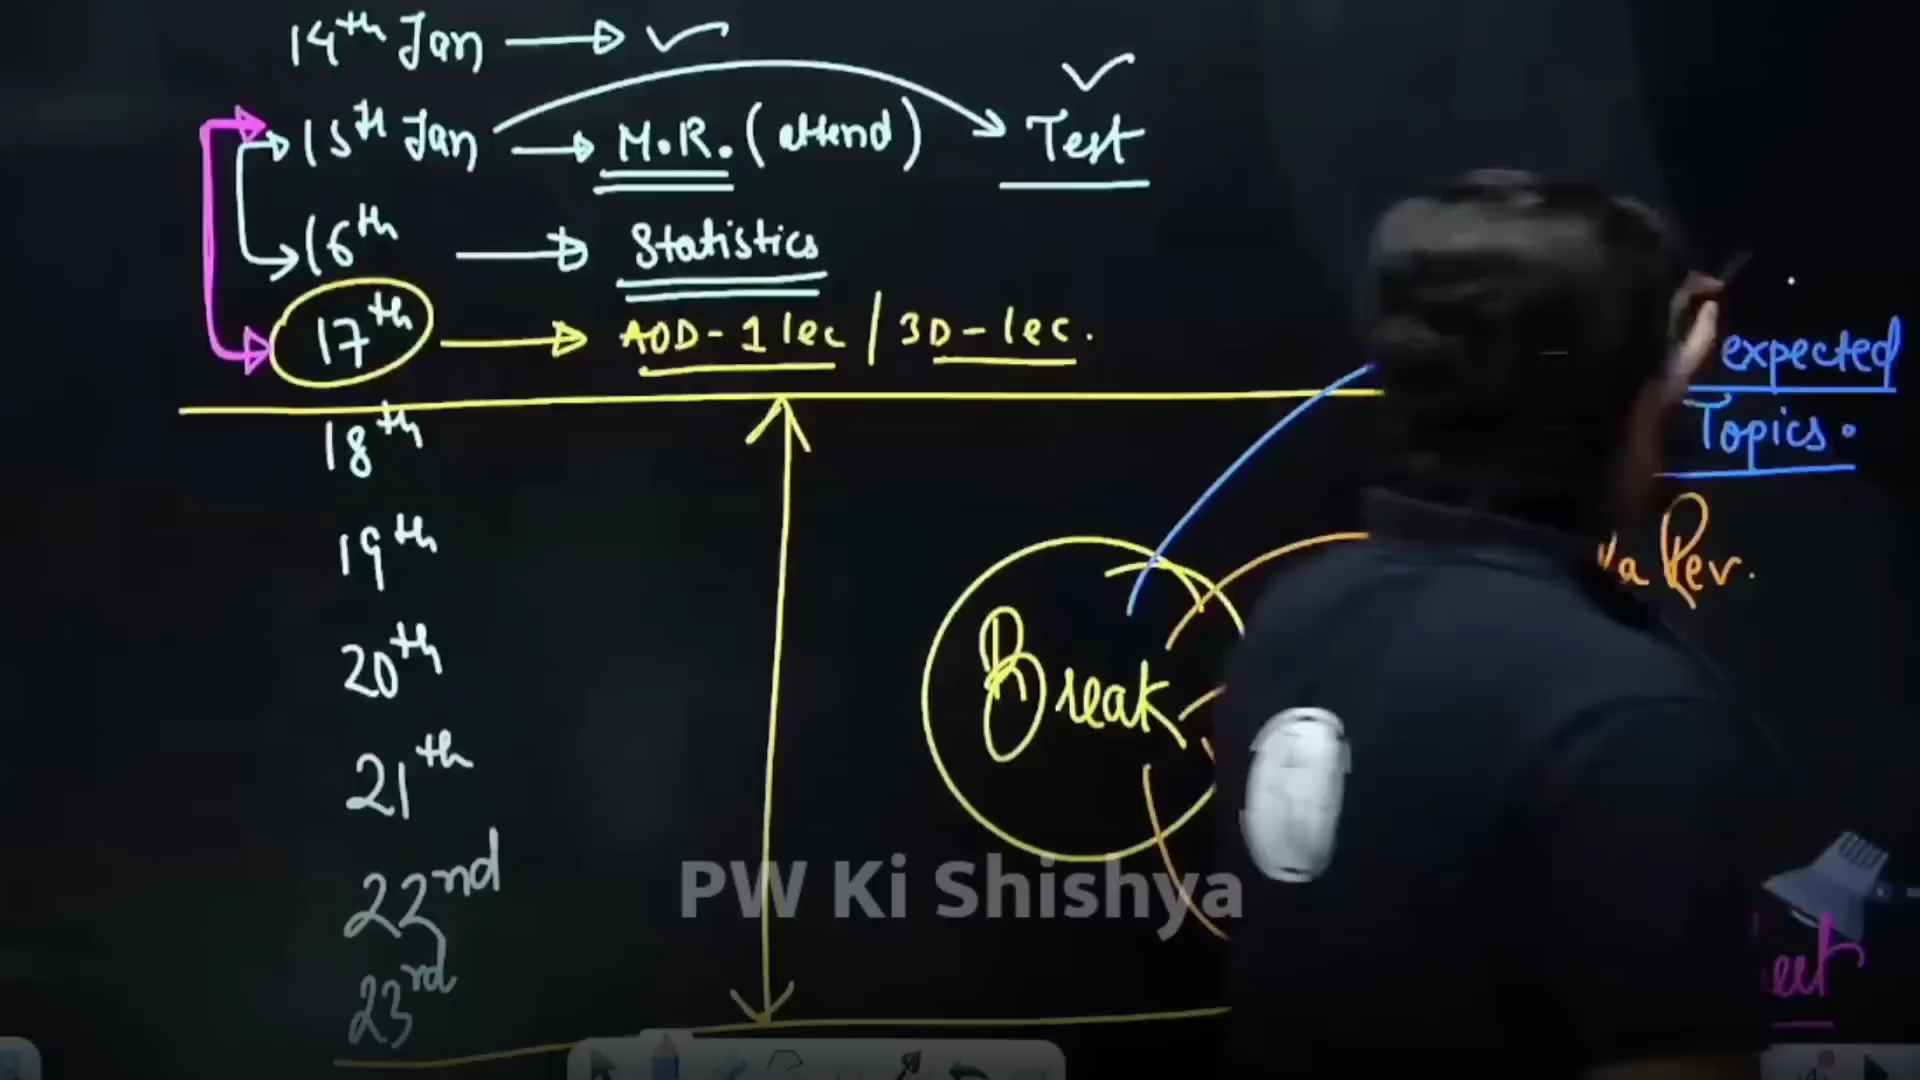 14th Jan → ✓
15th Jan → M.R. (attend) → Test ✓
16th → Statistics
17th → AOD - 1 lec / 3D - lec.
expected
Topics.
18th
Rev.
19th
20th
Break
21th
22nd
PW Ki Shishya
23rd